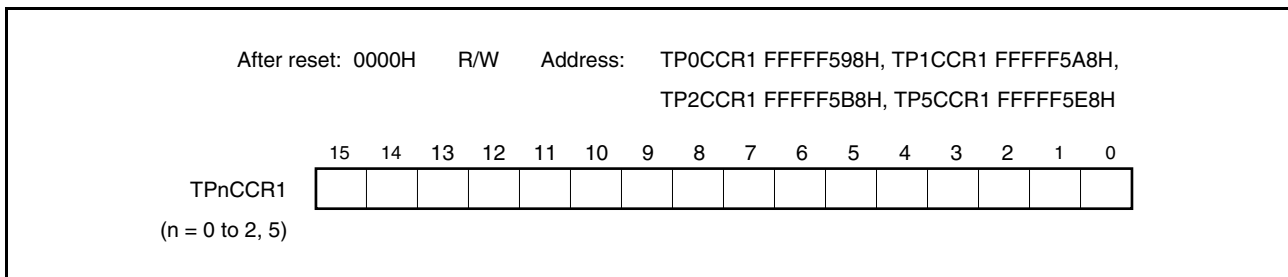 After reset: 0000H R/W Address: TP0CCR1 FFFFF598H, TP1CCR1 FFFFF5A8H,
TP2CCR1 FFFFF5B8H, TP5CCR1 FFFFF5E8H
15 14 13 12 11 10 9 8 7 6 5 4 3 2 1 0
TPnCCR1
(n = 0 to 2, 5)